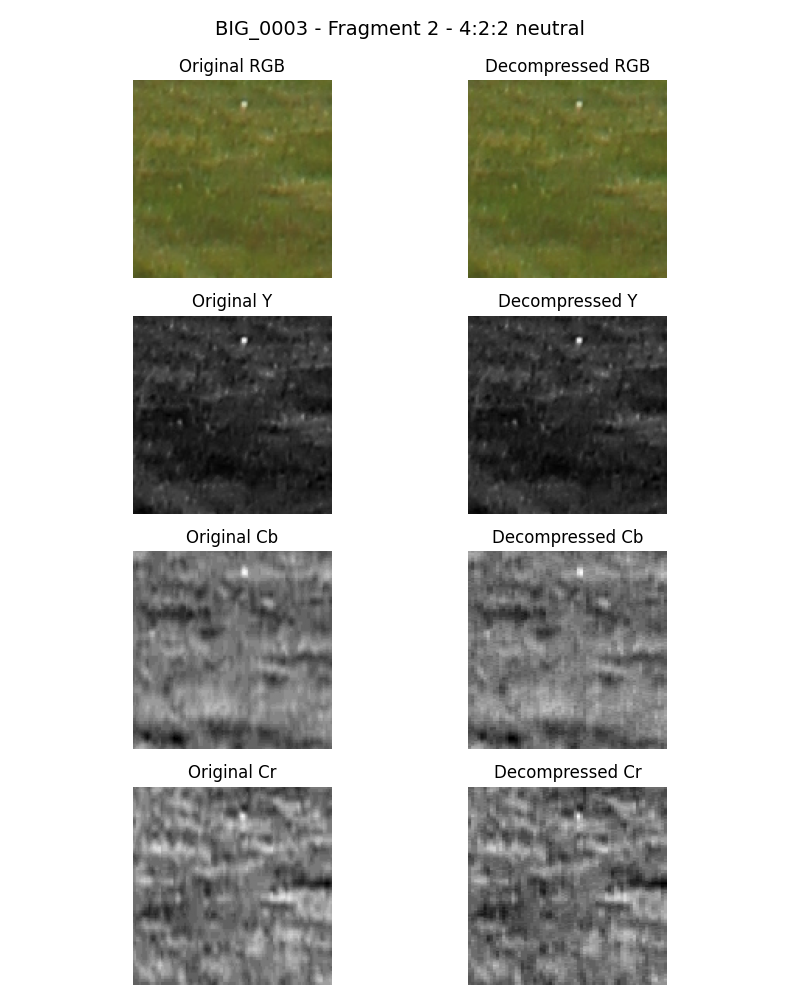 BIG_0003 - Fragment 2 - 4:2:2 neutral
Original RGB
Decompressed RGB
Original Y
Decompressed Y
Original Cb
Decompressed Cb
Original Cr
Decompressed Cr